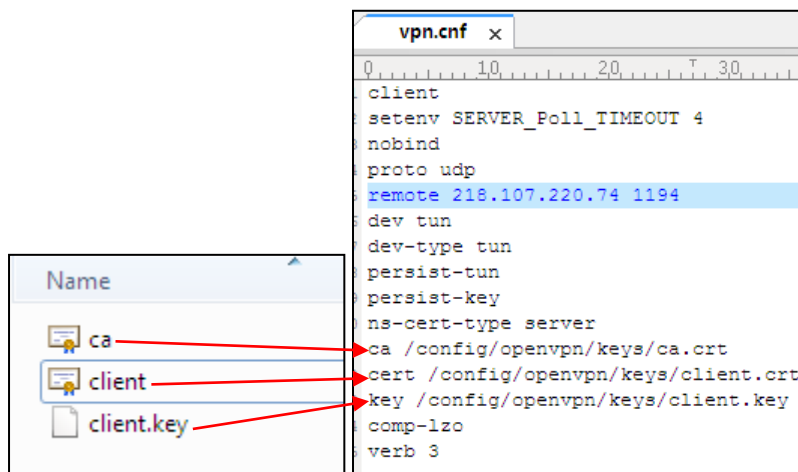 vpn.cnf x
0 10 20 30
client
setenv SERVER_Poll_TIMEOUT 4
nobind
proto udp
remote 218.107.220.74 1194
dev tun
dev-type tun
persist-tun
persist-key
ns-cert-type server
ca /config/openvpn/keys/ca.crt
cert /config/openvpn/keys/client.crt
key /config/openvpn/keys/client.key
comp-lzo
verb 3
Name
ca
client
client.key